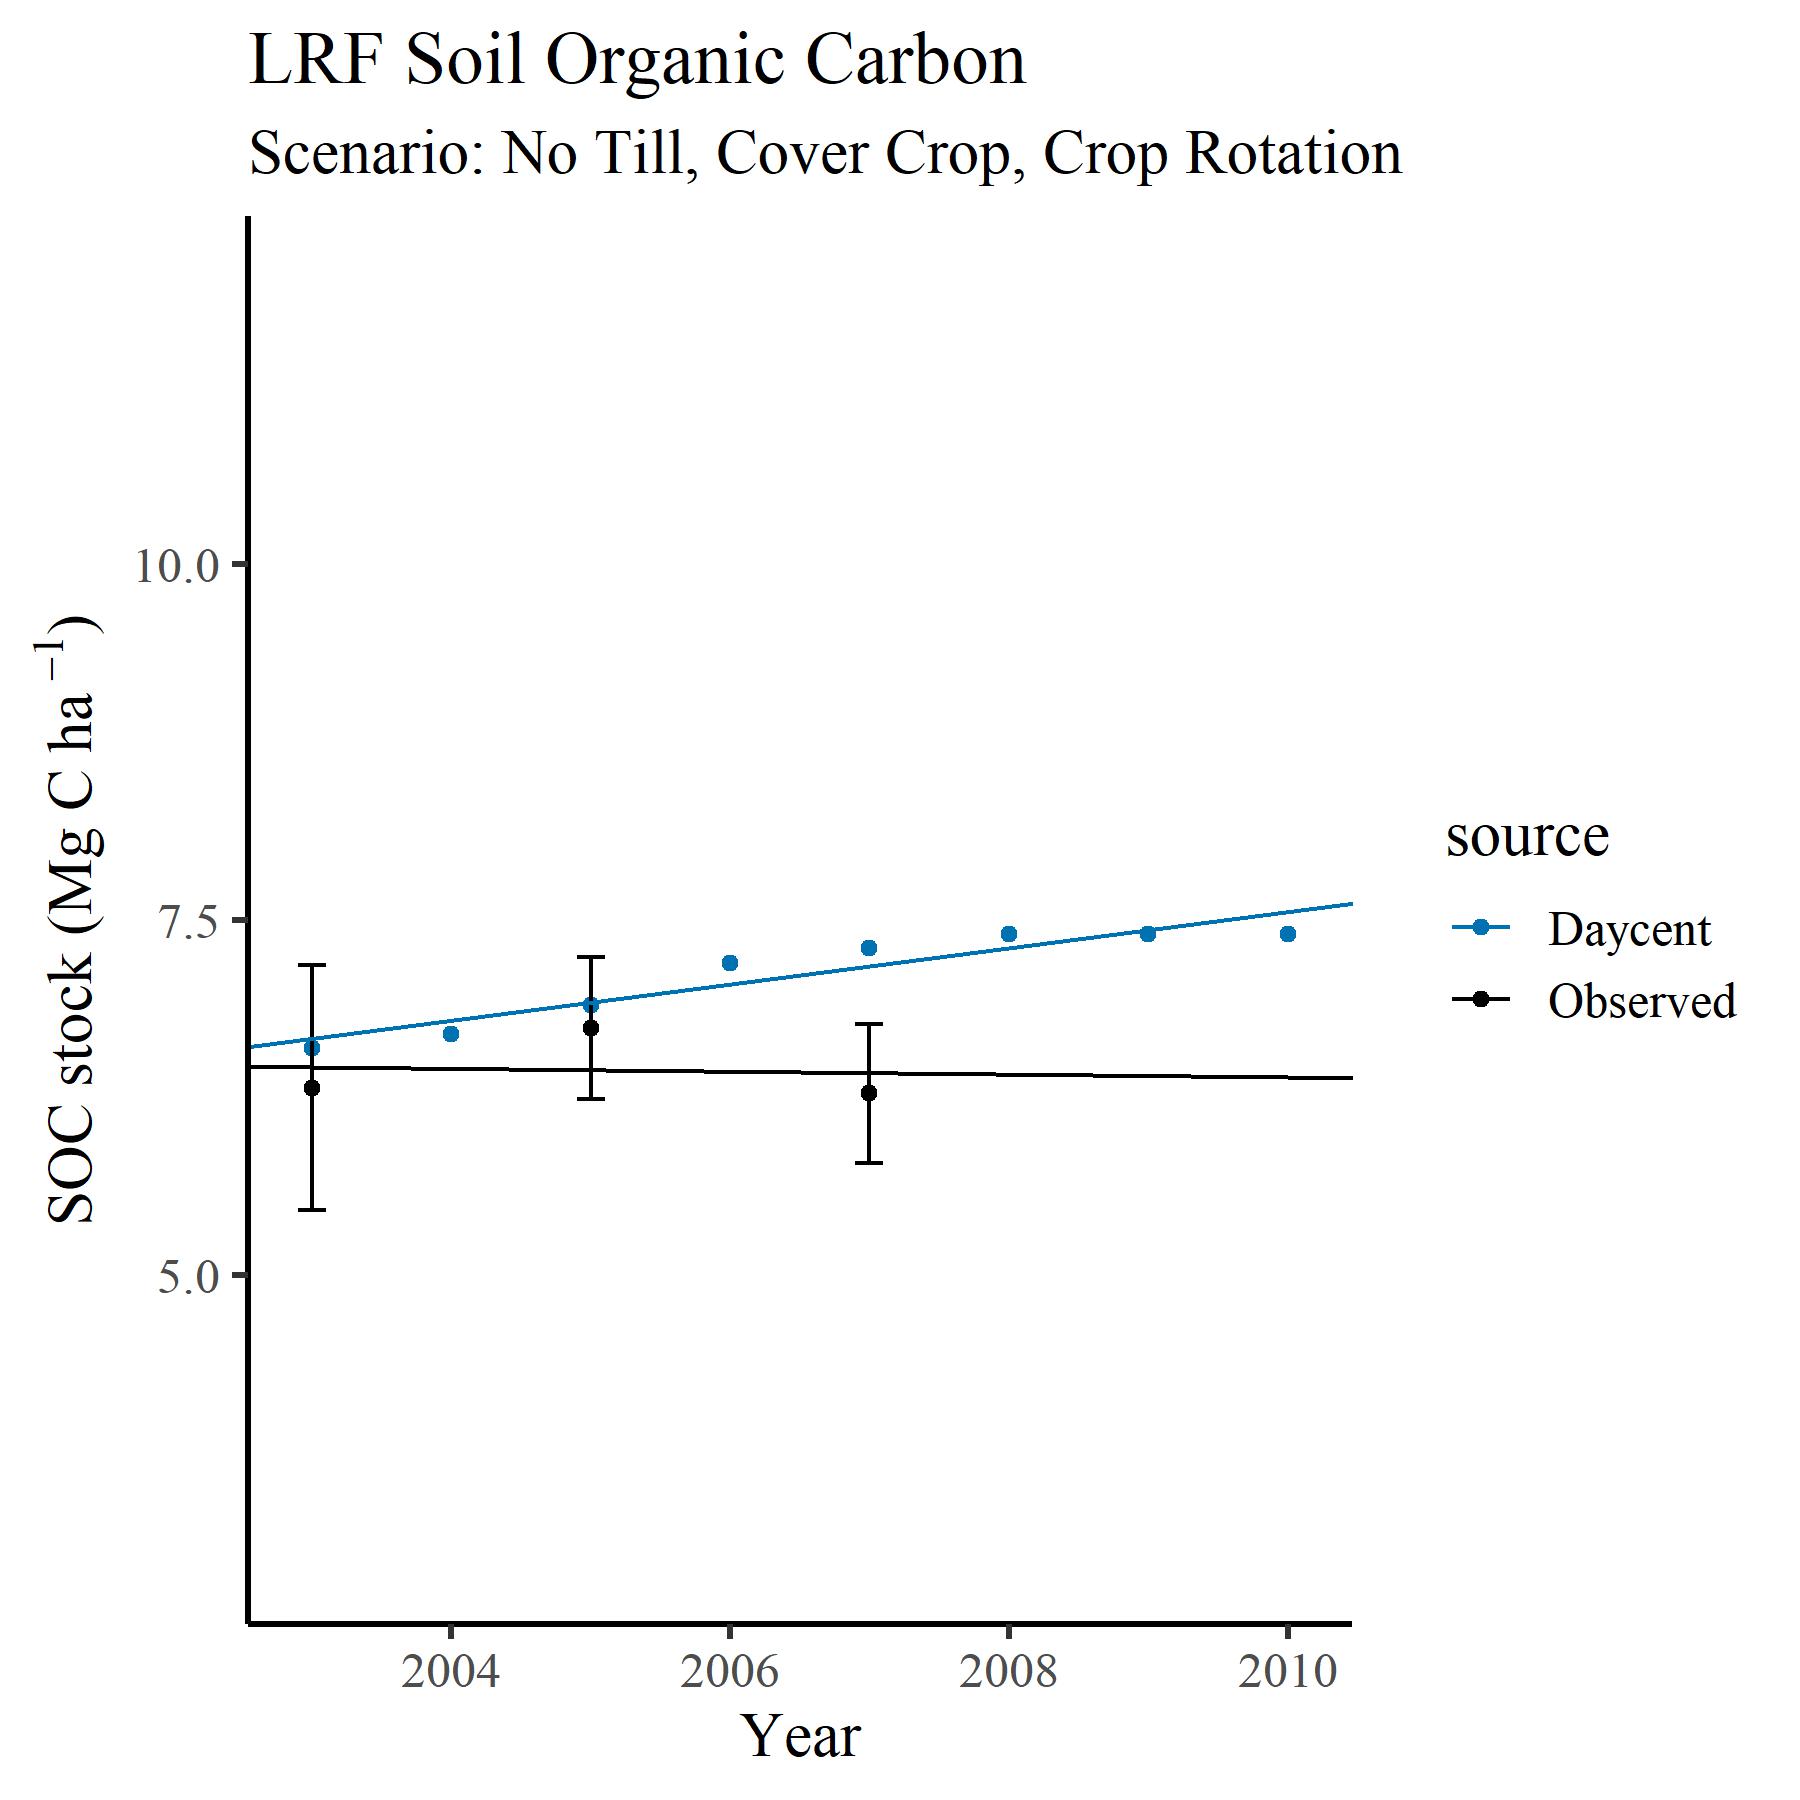 LRF Soil Organic Carbon
Scenario: No Till, Cover Crop, Crop Rotation
SOC stock (Mg C ha⁻¹)
10.0
7.5
5.0
2004 2006 2008 2010
Year
source
Daycent
Observed